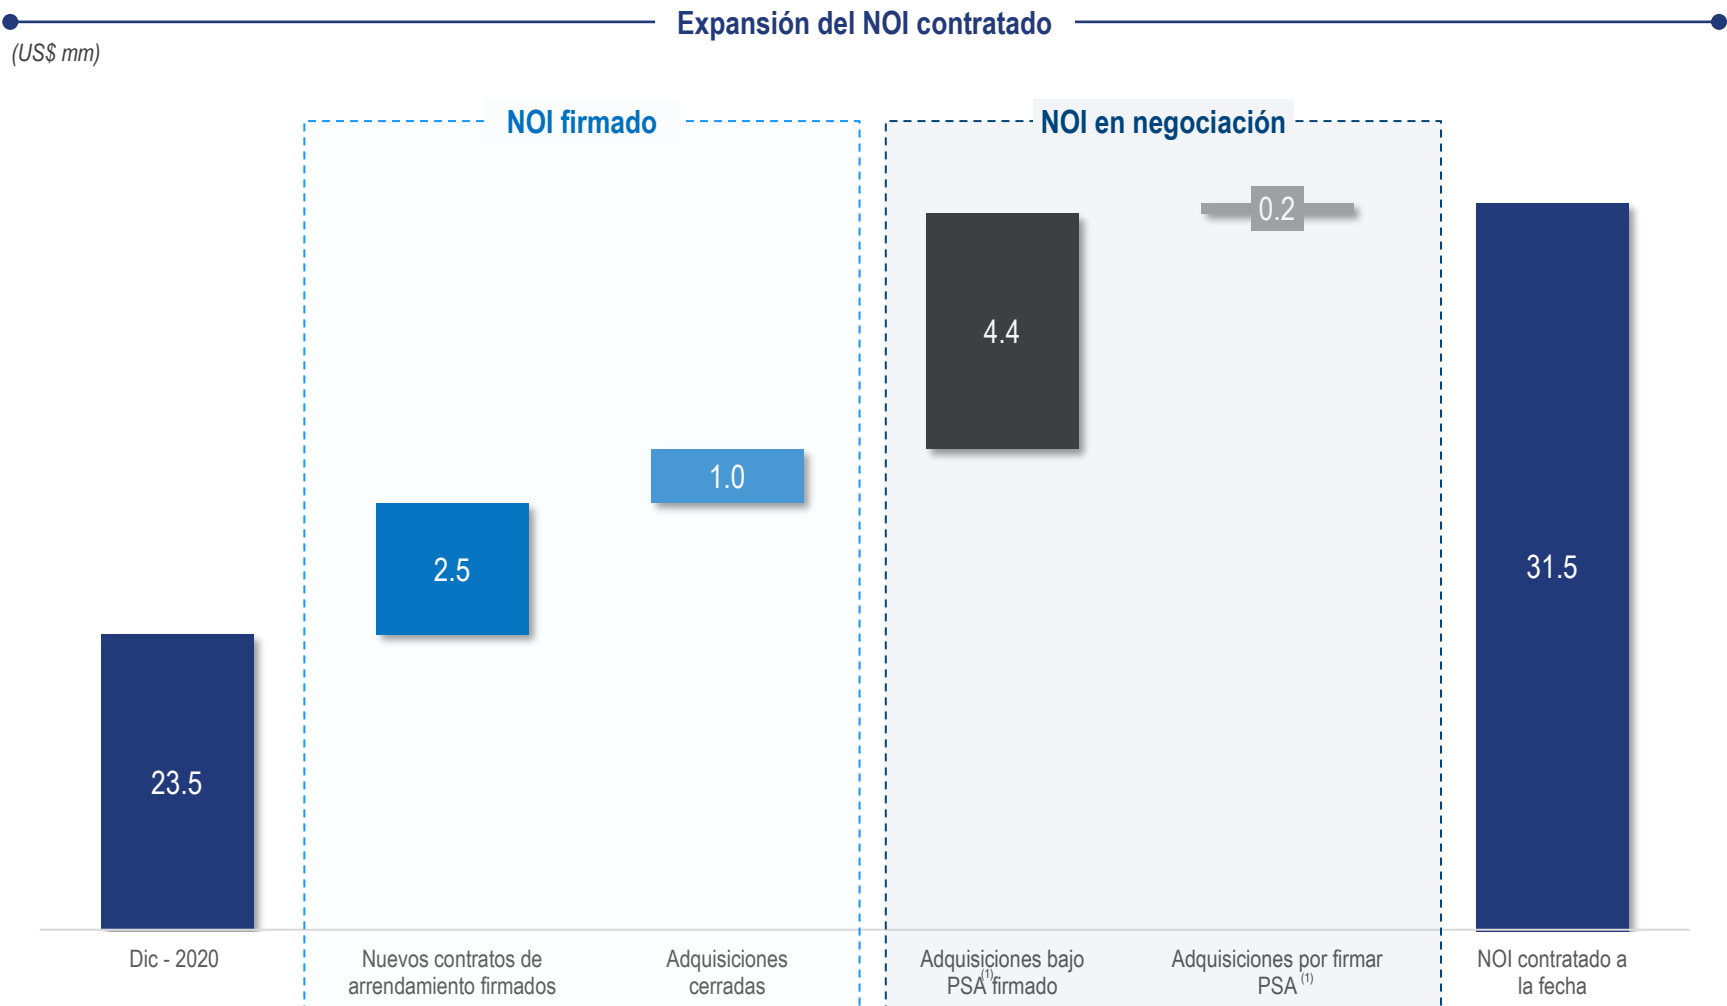 Expansión del NOI contratado
(US$ mm)
NOI firmado
NOI en negociación
0.2
4.4
1.0
2.5
31.5
23.5
Dic - 2020
Nuevos contratos de
arrendamiento firmados
Adquisiciones
cerradas
Adquisiciones bajo
PSA(1) firmado
Adquisiciones por firmar
PSA (1)
NOI contratado a
la fecha